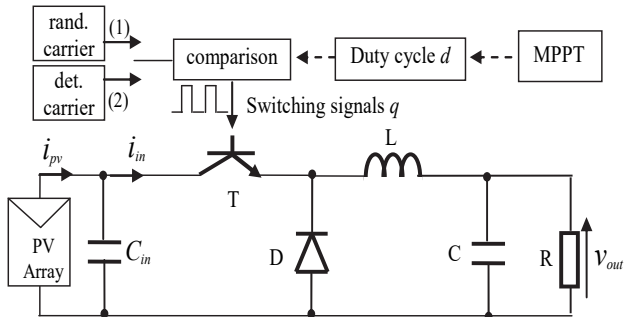 rand.
carrier
(1)
det.
carrier
(2)
comparison
Duty cycle d
MPPT
Switching signals q
i_pv
i_in
T
L
PV
Array
C_in
D
C
R
v_out